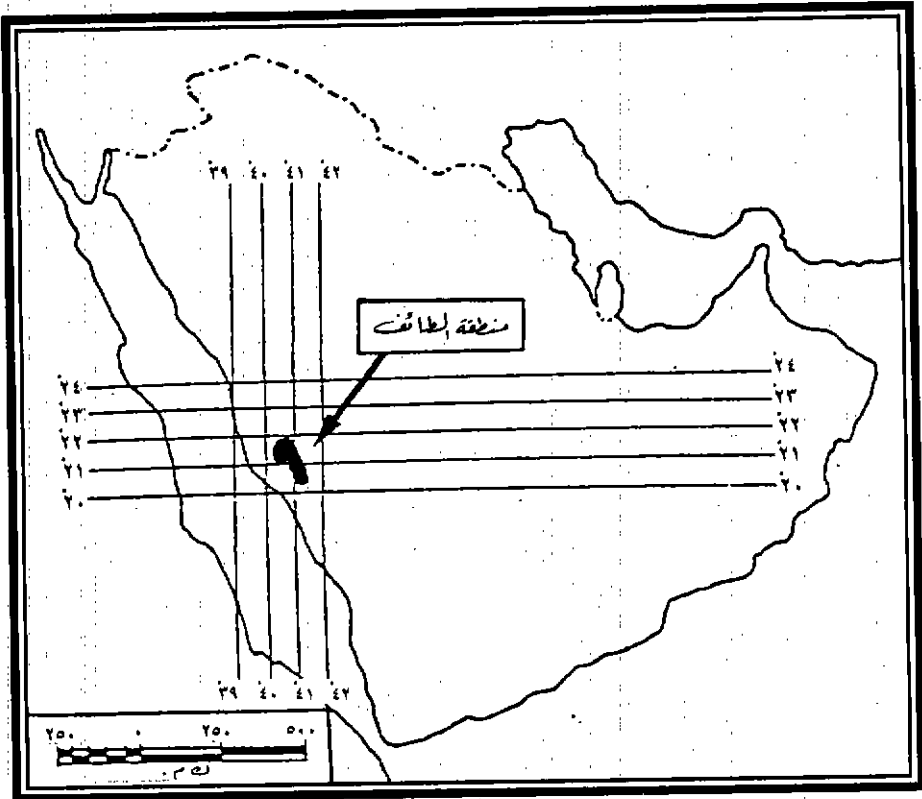 ٣٩ ٤٠ ٤١ ٤٢
منطقة الطائف
٢٤ ٢٤
٢٣ ٢٣
٢٢ ٢٢
٢١ ٢١
٢٠ ٢٠
٣٩ ٤٠ ٤١ ٤٢
٢٥٠ ٠ ٢٥٠ ٥٠٠
ك م.